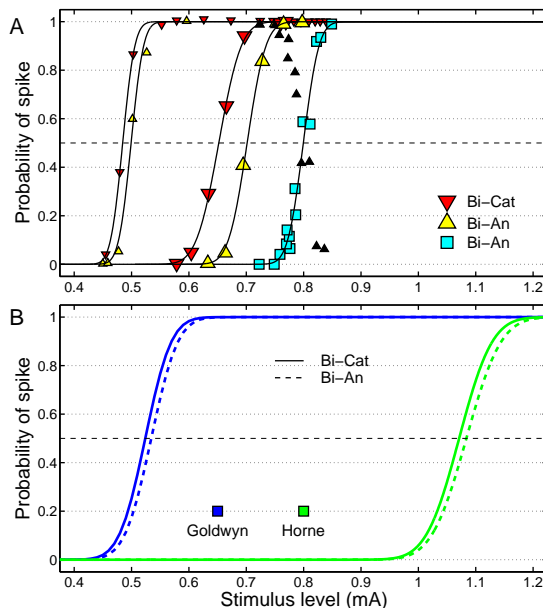 A
Probability of spike
1
0.8
0.6
0.4
0.2
0
Bi−Cat
Bi−An
Bi−An
0.4 0.5 0.6 0.7 0.8 0.9 1 1.1 1.2
B
Probability of spike
1
0.8
0.6
0.4
0.2
0
Bi−Cat
Bi−An
Goldwyn Horne
0.4 0.5 0.6 0.7 0.8 0.9 1 1.1 1.2
Stimulus level (mA)